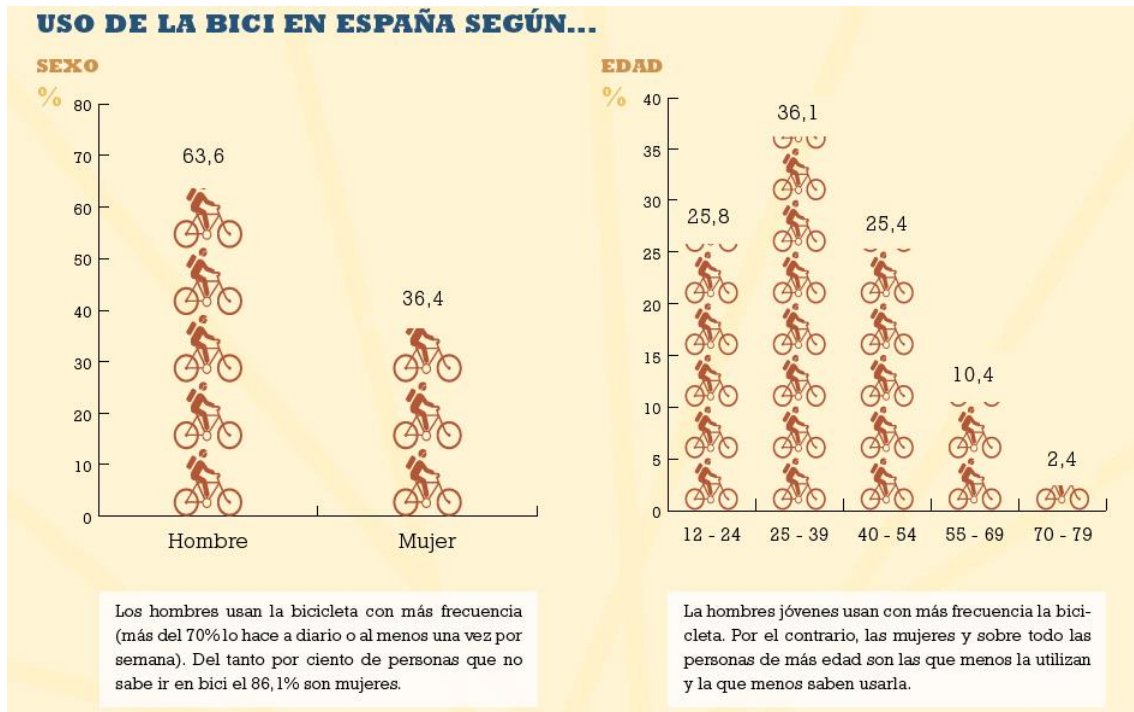 USO DE LA BICI EN ESPAÑA SEGÚN...
SEXO
%
80
70
60
50
40
30
20
10
0
63,6
36,4
Hombre
Mujer
Los hombres usan la bicicleta con más frecuencia
(más del 70% lo hace a diario o al menos una vez por
semana). Del tanto por ciento de personas que no
sabe ir en bici el 86,1% son mujeres.
EDAD
%
40
35
30
25
20
15
10
5
0
25,8
36,1
25,4
10,4
2,4
12 - 24
25 - 39
40 - 54
55 - 69
70 - 79
La hombres jóvenes usan con más frecuencia la bici-
cleta. Por el contrario, las mujeres y sobre todo las
personas de más edad son las que menos la utilizan
y la que menos saben usarla.